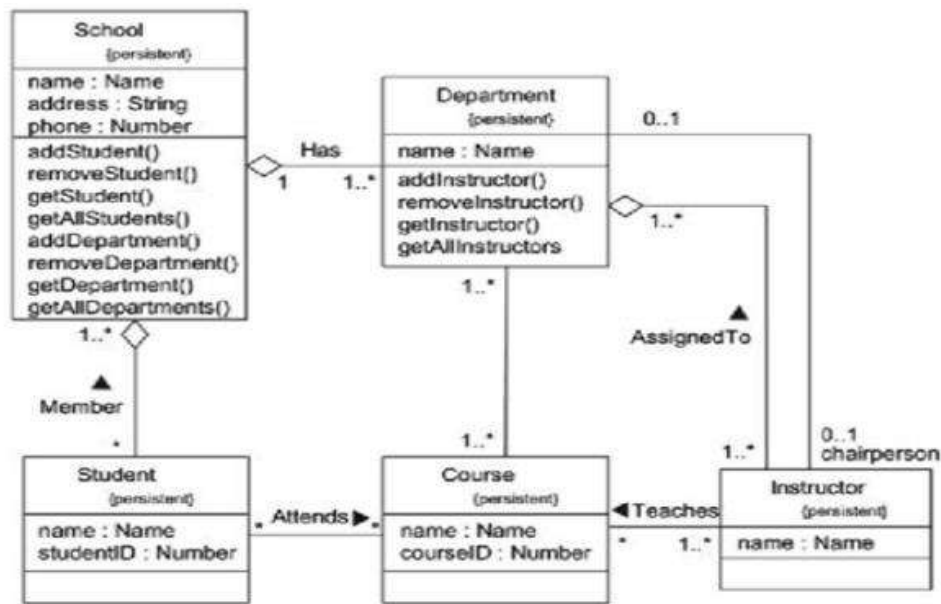 School
{persistent}
name : Name
address : String
phone : Number
addStudent()
removeStudent()
getStudent()
getAllStudents()
addDepartment()
removeDepartment()
getDepartment()
getAllDepartments()
Has
1
1..*
Department
{persistent}
name : Name
addInstructor()
removeInstructor()
getInstructor()
getAllInstructors
0..1
1..*
1..*
1..*
▲
Member
*
▲
AssignedTo
1..*
1..*
0..1
chairperson
Student
{persistent}
name : Name
studentID : Number
* Attends▶ *
Course
{persistent}
name : Name
courseID : Number
◀Teaches
* 1..*
Instructor
{persistent}
name : Name